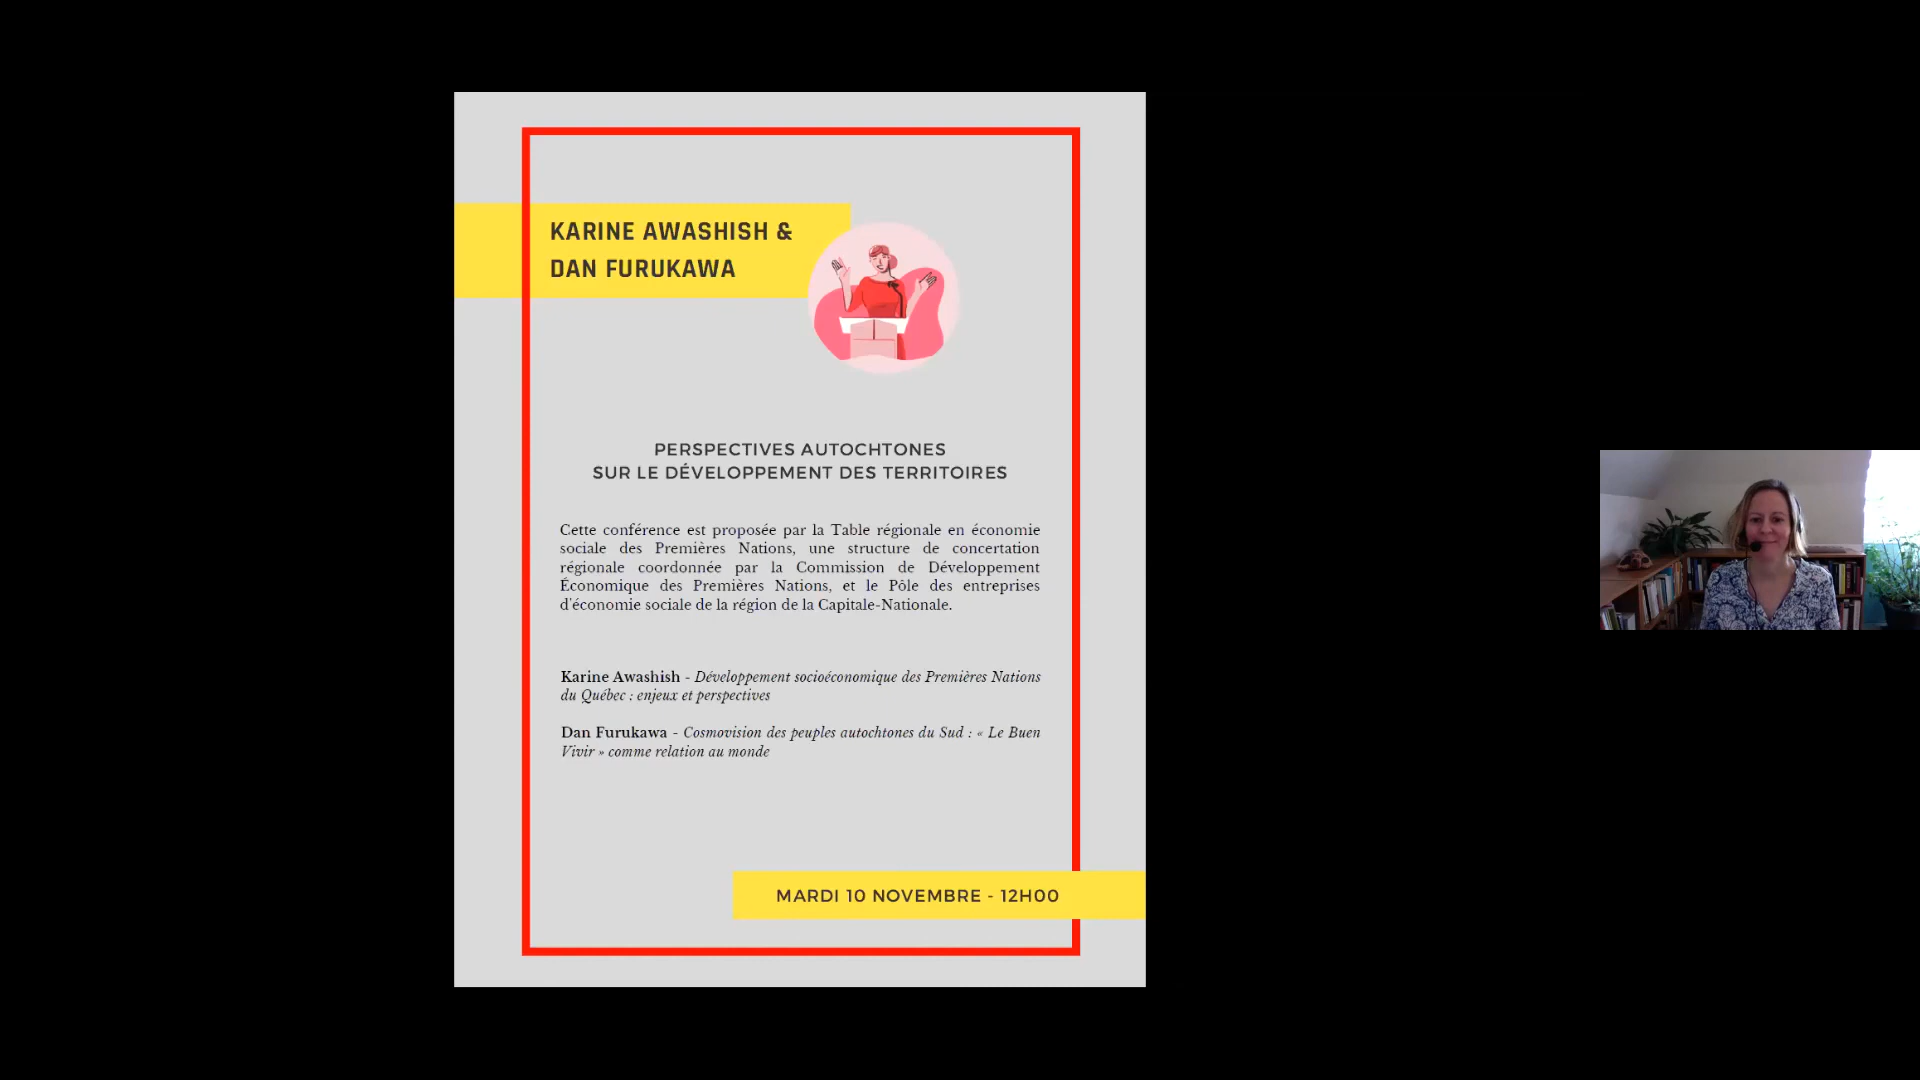 KARINE AWASHISH &
DAN FURUKAWA
PERSPECTIVES AUTOCHTONES
SUR LE DÉVELOPPEMENT DES TERRITOIRES
Cette conférence est proposée par la Table régionale en économie
sociale des Premières Nations, une structure de concertation
régionale coordonnée par la Commission de Développement
Économique des Premières Nations, et le Pôle des entreprises
d'économie sociale de la région de la Capitale-Nationale.
Karine Awashish - Développement socioéconomique des Premières Nations
du Québec : enjeux et perspectives
Dan Furukawa - Cosmovision des peuples autochtones du Sud : « Le Buen
Vivir » comme relation au monde
MARDI 10 NOVEMBRE - 12H00